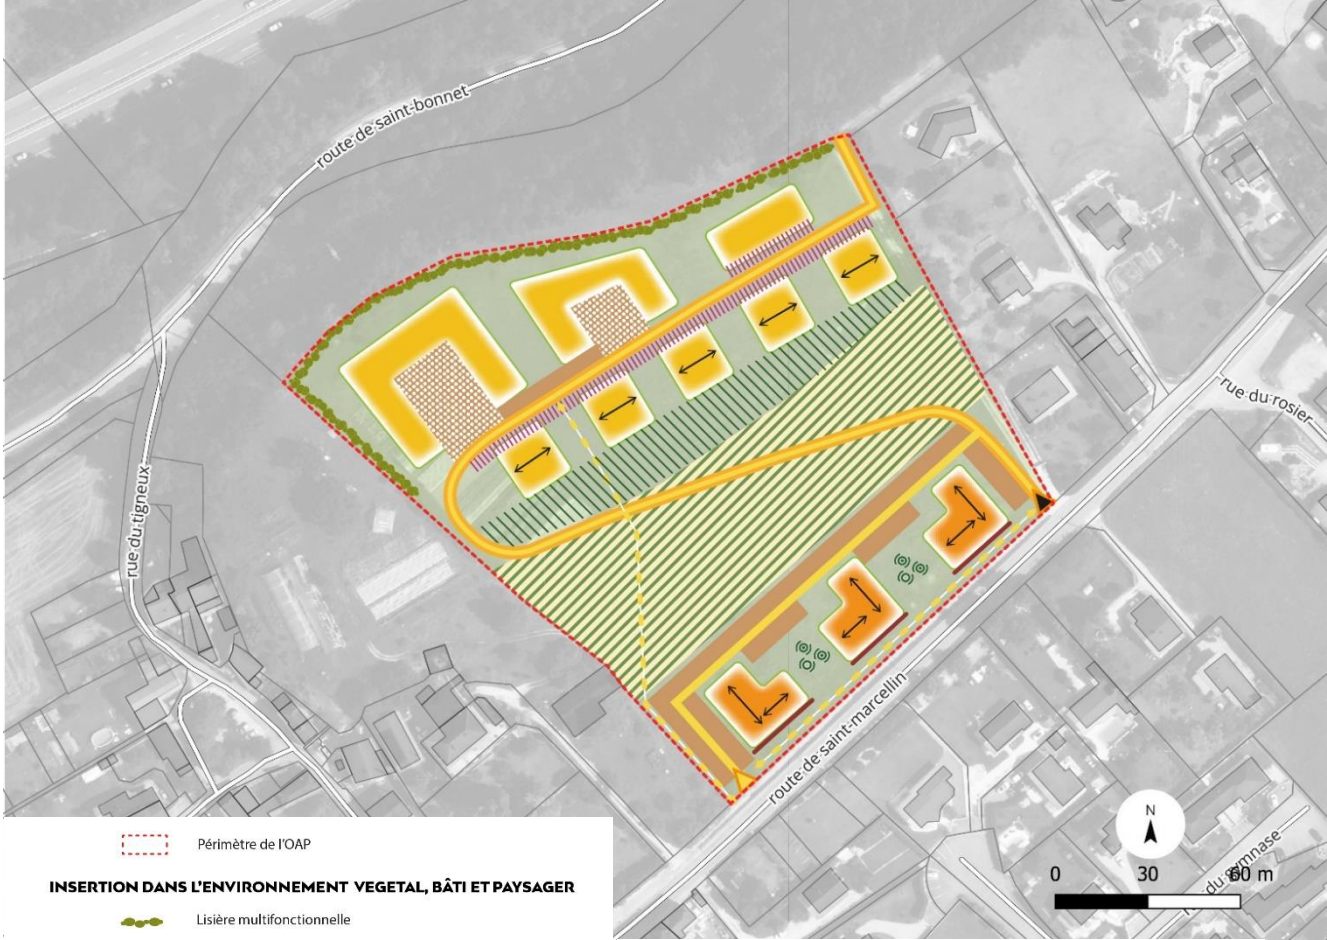 route de saint-bonnet
rue du tigneux
rue du rosier
route de saint-marcellin
N
0 30 60 m
du gymnase
Périmètre de l'OAP
INSERTION DANS L'ENVIRONNEMENT VEGETAL, BÂTI ET PAYSAGER
Lisière multifonctionnelle